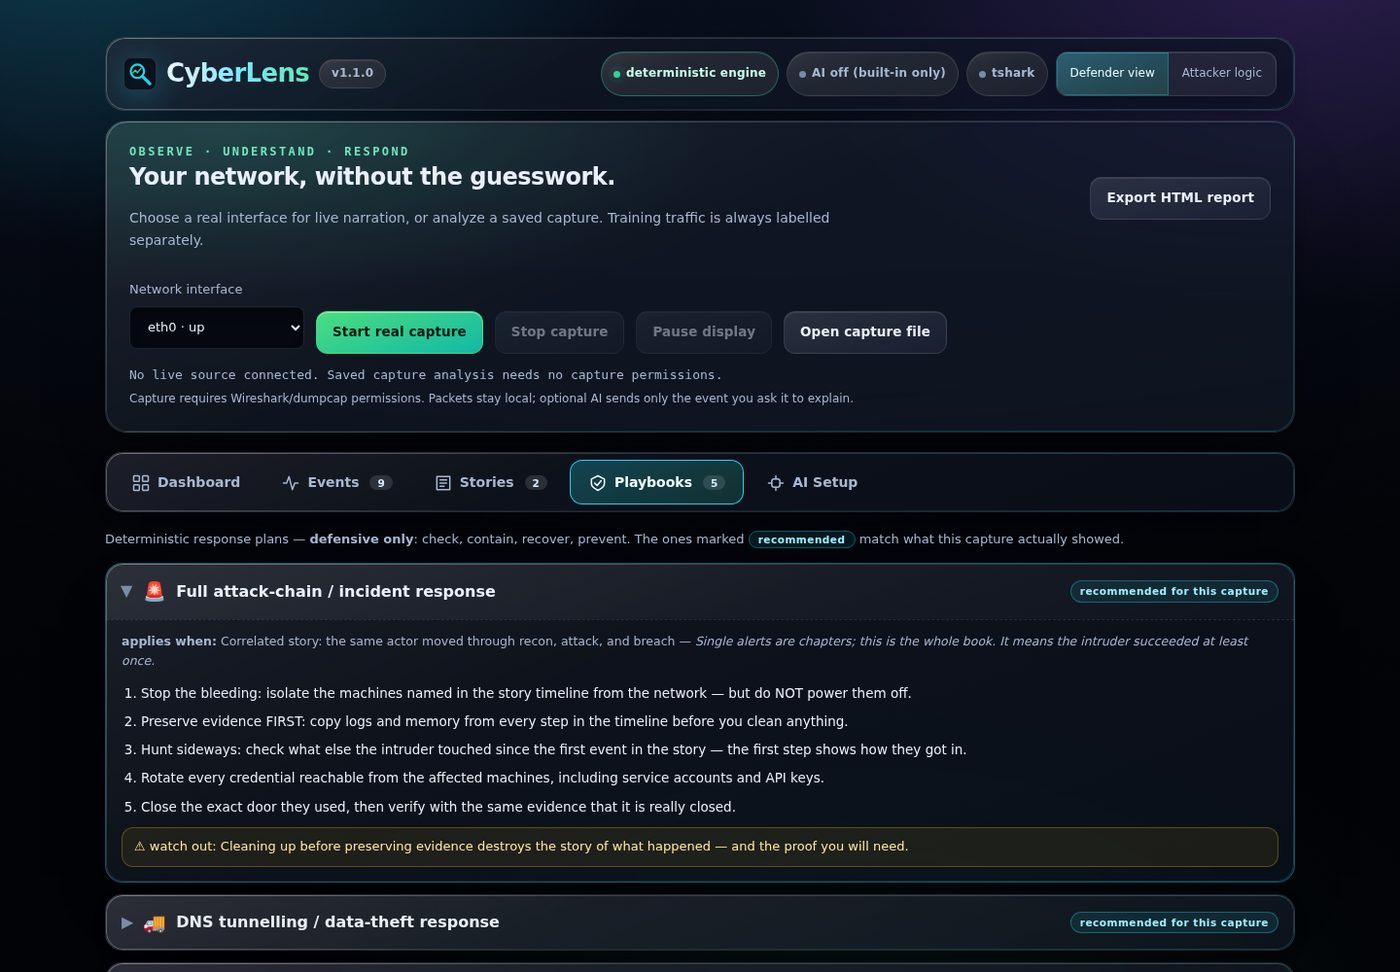 CyberLens v1.1.0 deterministic engine AI off (built-in only) tshark Defender view Attacker logic
OBSERVE · UNDERSTAND · RESPOND
Your network, without the guesswork.
Export HTML report
Choose a real interface for live narration, or analyze a saved capture. Training traffic is always labelled
separately.
Network interface
eth0 · up Start real capture Stop capture Pause display Open capture file
No live source connected. Saved capture analysis needs no capture permissions.
Capture requires Wireshark/dumpcap permissions. Packets stay local; optional AI sends only the event you ask it to explain.
Dashboard Events 9 Stories 2 Playbooks 5 AI Setup
Deterministic response plans — defensive only: check, contain, recover, prevent. The ones marked recommended match what this capture actually showed.
▼ 🚨 Full attack-chain / incident response recommended for this capture
applies when: Correlated story: the same actor moved through recon, attack, and breach — Single alerts are chapters; this is the whole book. It means the intruder succeeded at least
once.
1. Stop the bleeding: isolate the machines named in the story timeline from the network — but do NOT power them off.
2. Preserve evidence FIRST: copy logs and memory from every step in the timeline before you clean anything.
3. Hunt sideways: check what else the intruder touched since the first event in the story — the first step shows how they got in.
4. Rotate every credential reachable from the affected machines, including service accounts and API keys.
5. Close the exact door they used, then verify with the same evidence that it is really closed.
⚠ watch out: Cleaning up before preserving evidence destroys the story of what happened — and the proof you will need.
▶ 🚚 DNS tunnelling / data-theft response recommended for this capture